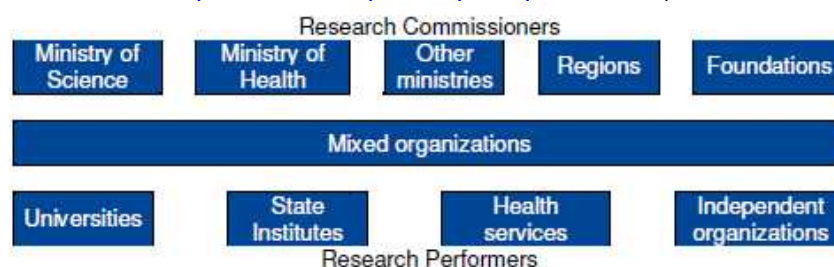 Research Commissioners
Ministry of
Science
Ministry of
Health
Other
ministries
Regions
Foundations
Mixed organizations
Universities
State
Institutes
Health
services
Independent
organizations
Research Performers